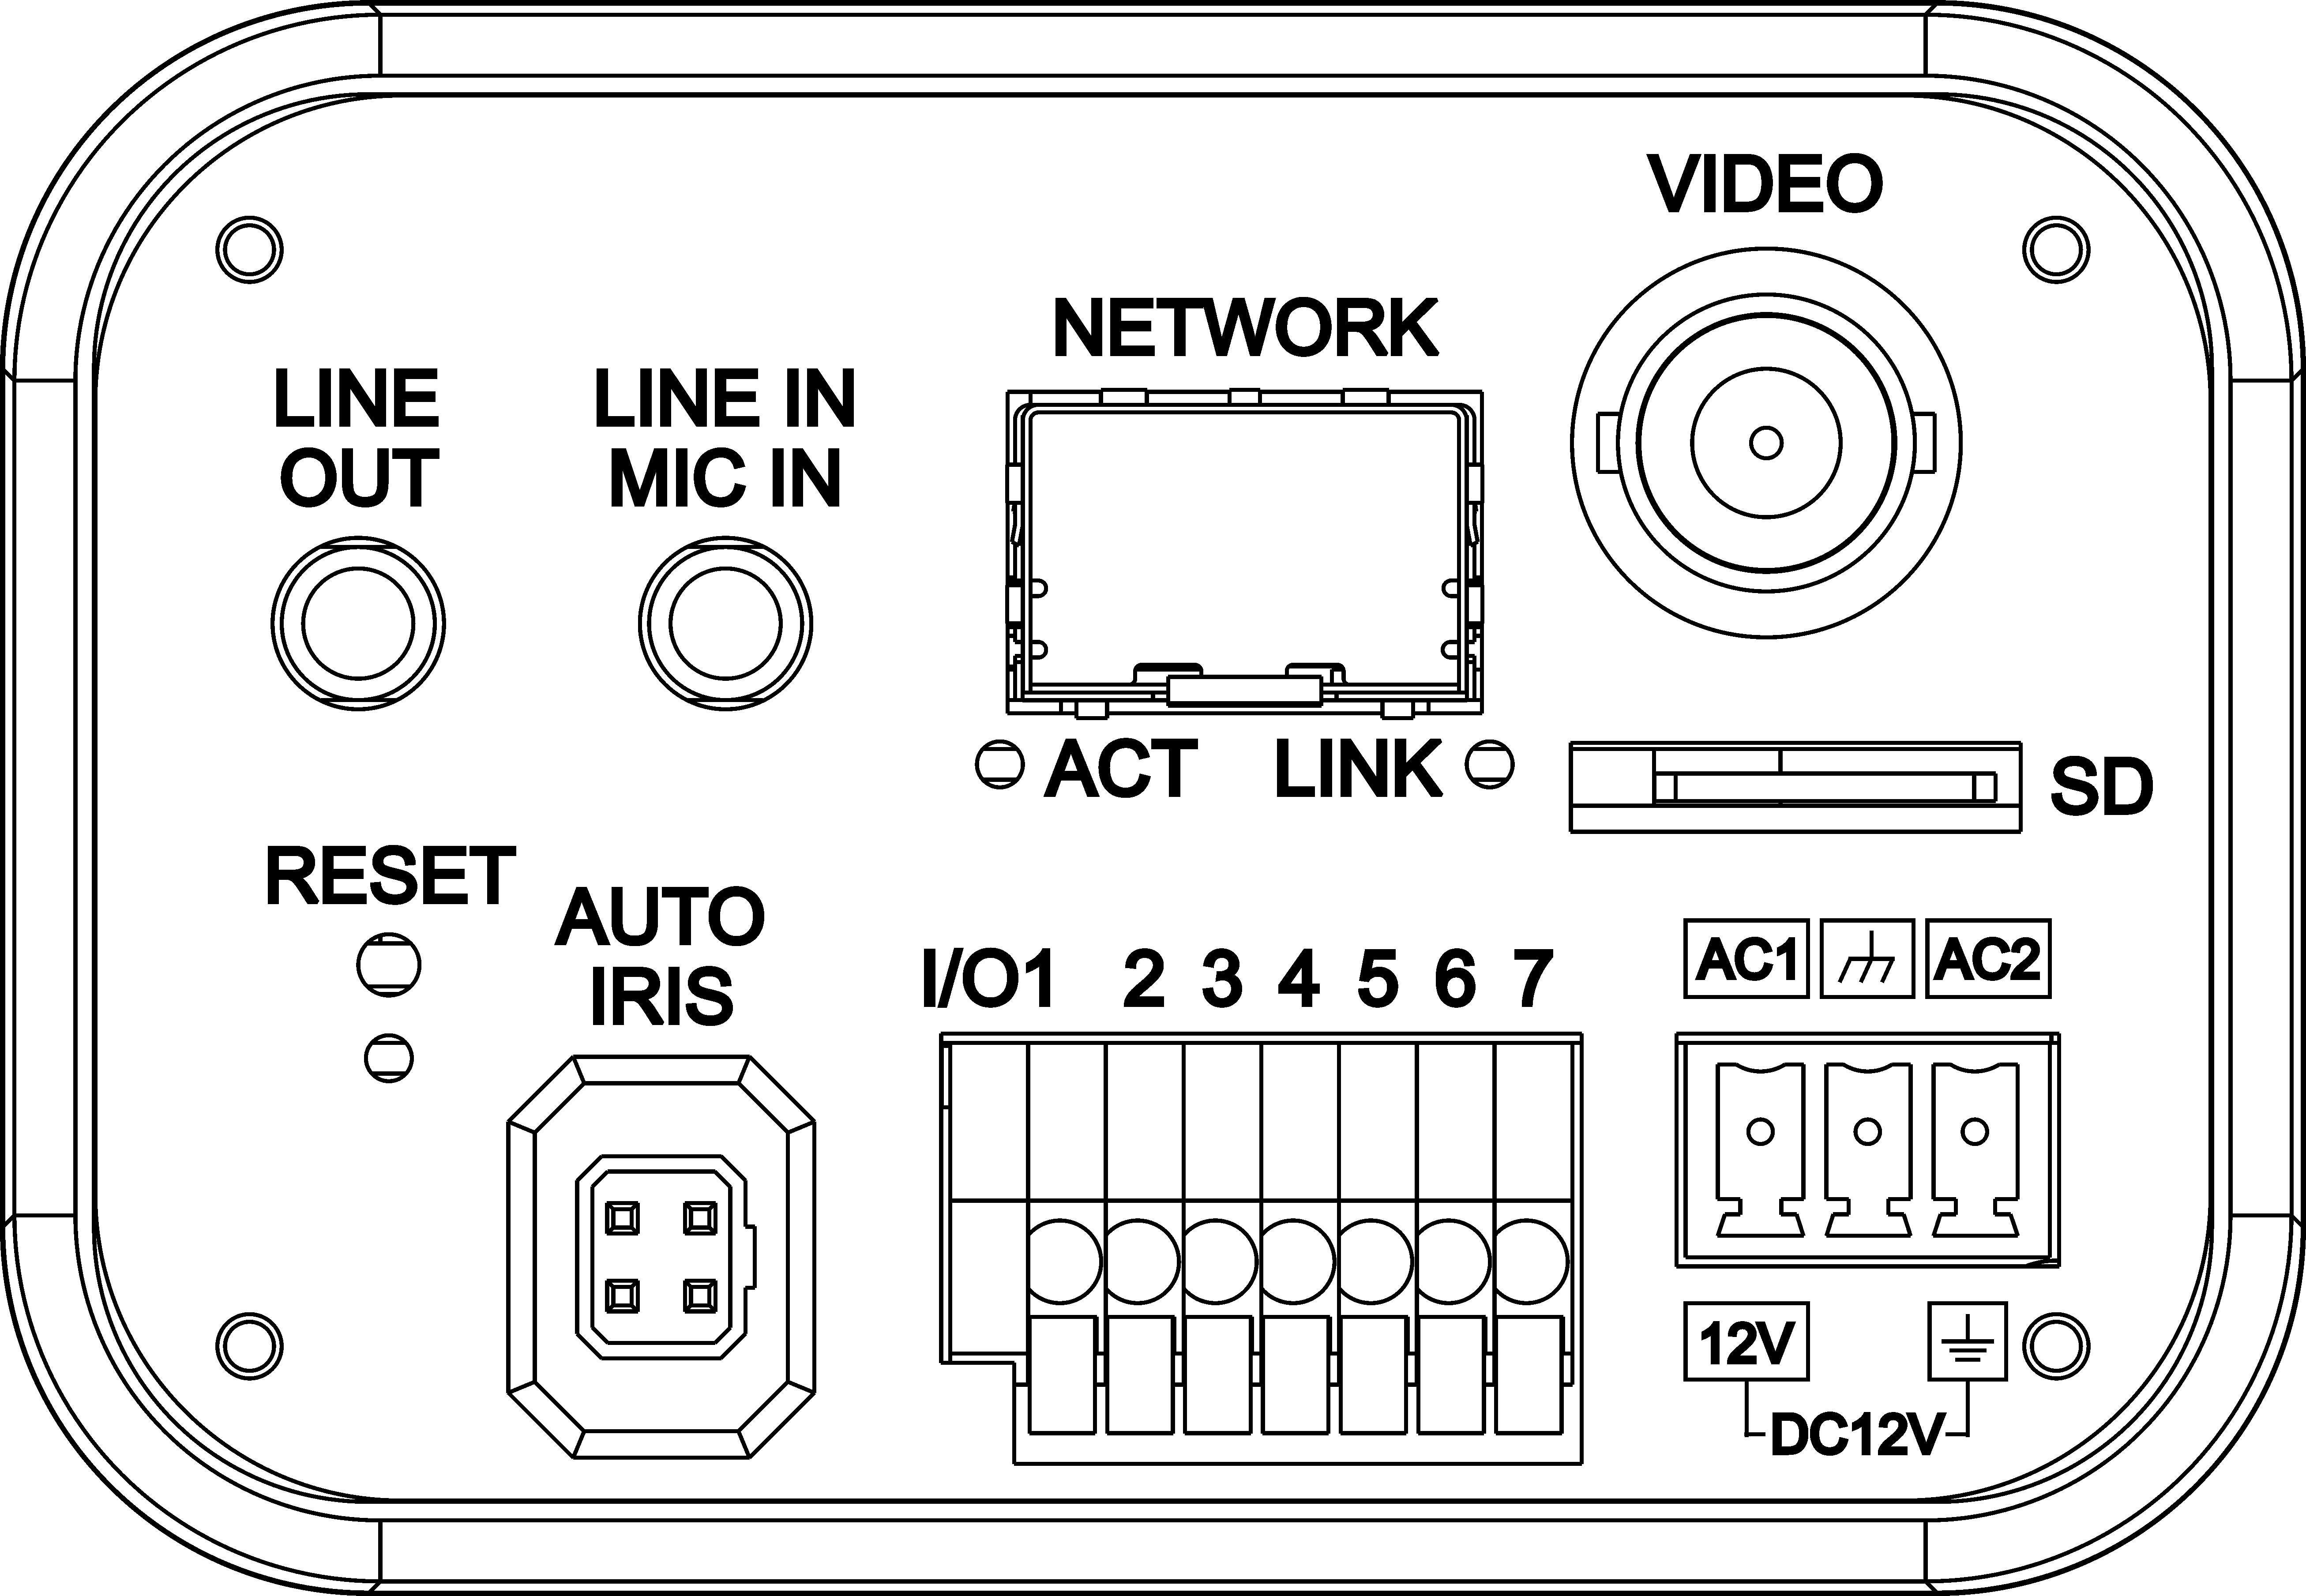 VIDEO
NETWORK
LINE
OUT
LINE IN
MIC IN
ACT
LINK
SD
RESET
AUTO
IRIS
I/O1 2 3 4 5 6 7
AC1
AC2
12V
DC12V